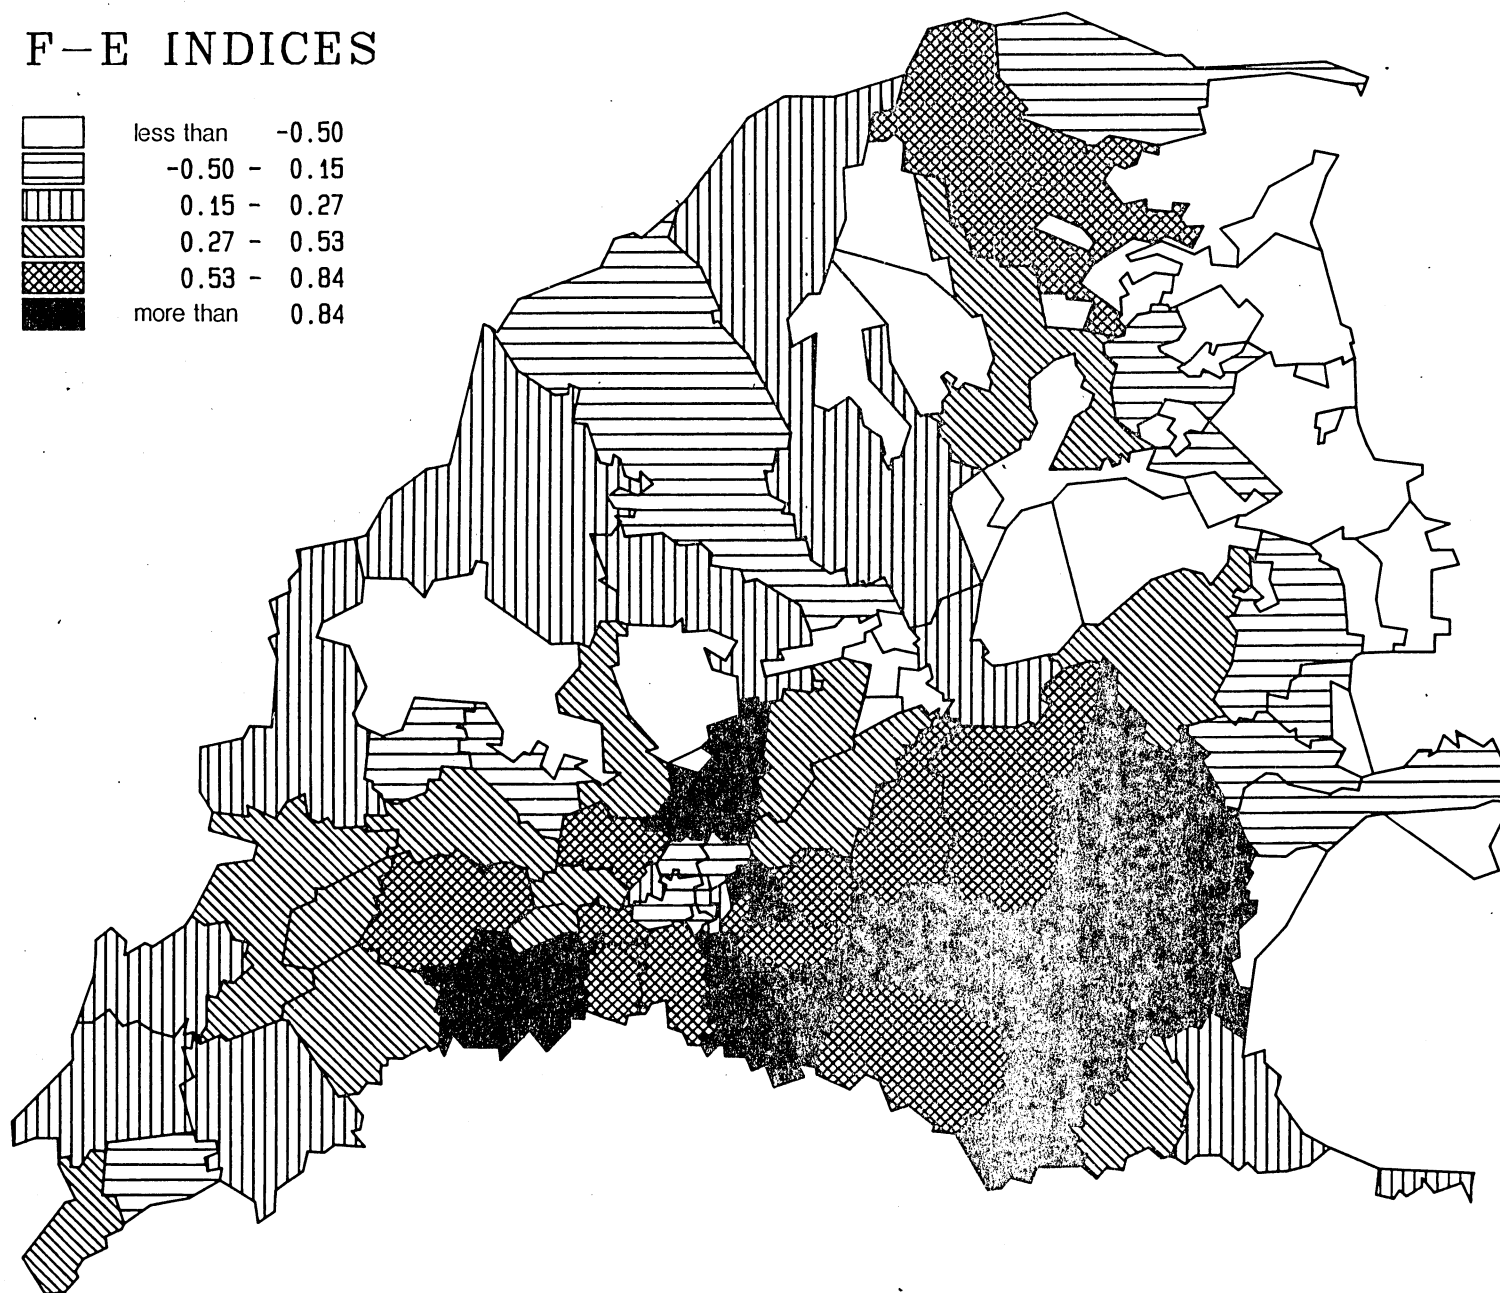 F-E INDICES
less than -0.50
-0.50 - 0.15
0.15 - 0.27
0.27 - 0.53
0.53 - 0.84
more than 0.84